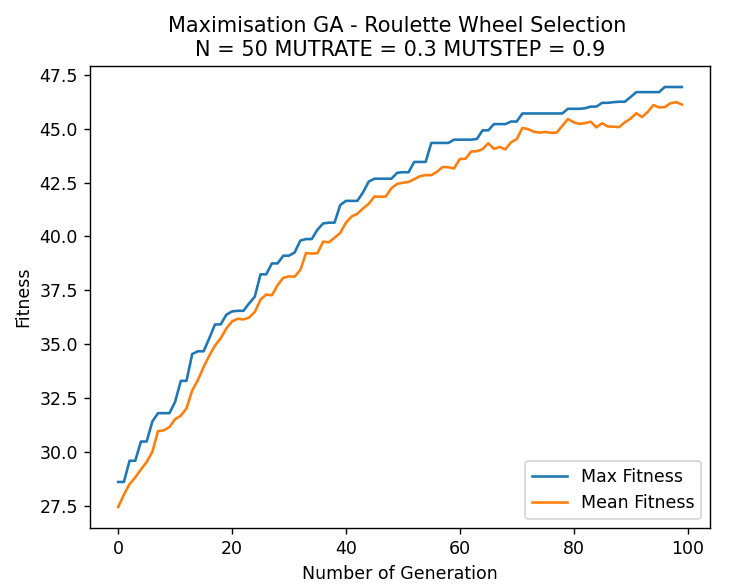 Maximisation GA - Roulette Wheel Selection
N = 50 MUTRATE = 0.3 MUTSTEP = 0.9
47.5
45.0
42.5
40.0
37.5
35.0
32.5
30.0
27.5
Fitness
Max Fitness
Mean Fitness
0 20 40 60 80 100
Number of Generation